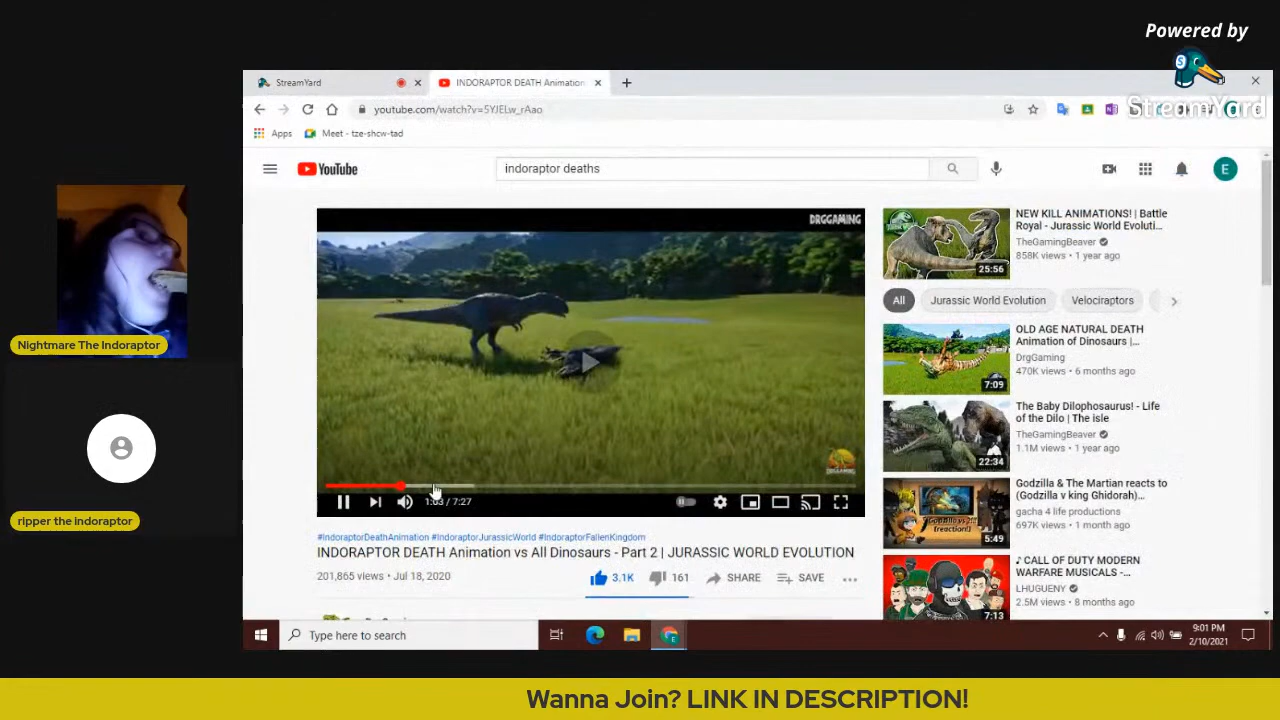 Powered by
StreamYard
StreamYard
INDORAPTOR DEATH Animation
youtube.com/watch?v=5YJELw_rAao
Apps
Meet - tze-shcw-tad
YouTube
indoraptor deaths
E
DRGGAMING
1:03 / 7:27
#IndoraptorDeathAnimation #IndoraptorJurassicWorld #IndoraptorFallenKingdom
INDORAPTOR DEATH Animation vs All Dinosaurs - Part 2 | JURASSIC WORLD EVOLUTION
201,865 views • Jul 18, 2020
3.1K
161
SHARE
SAVE
NEW KILL ANIMATIONS! | Battle
Royal - Jurassic World Evoluti...
TheGamingBeaver
858K views • 1 year ago
25:56
All
Jurassic World Evolution
Velociraptors
OLD AGE NATURAL DEATH
Animation of Dinosaurs |...
DrgGaming
470K views • 6 months ago
7:09
The Baby Dilophosaurus! - Life
of the Dilo | The isle
TheGamingBeaver
1.1M views • 1 year ago
22:34
Godzilla & The Martian reacts to
(Godzilla v king Ghidorah)...
gacha 4 life productions
697K views • 1 month ago
5:49
♪ CALL OF DUTY MODERN
WARFARE MUSICALS -...
LHUGUENY
2.5M views • 8 months ago
7:13
Nightmare The Indoraptor
ripper the indoraptor
Type here to search
9:01 PM
2/10/2021
Wanna Join? LINK IN DESCRIPTION!